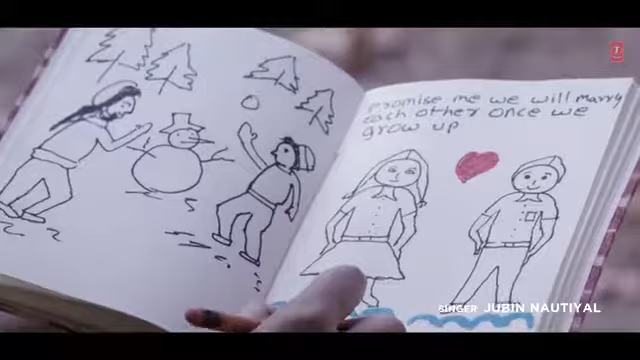 promise me we will marry
each other once we
grow up
SINGER JUBIN NAUTIYAL
T